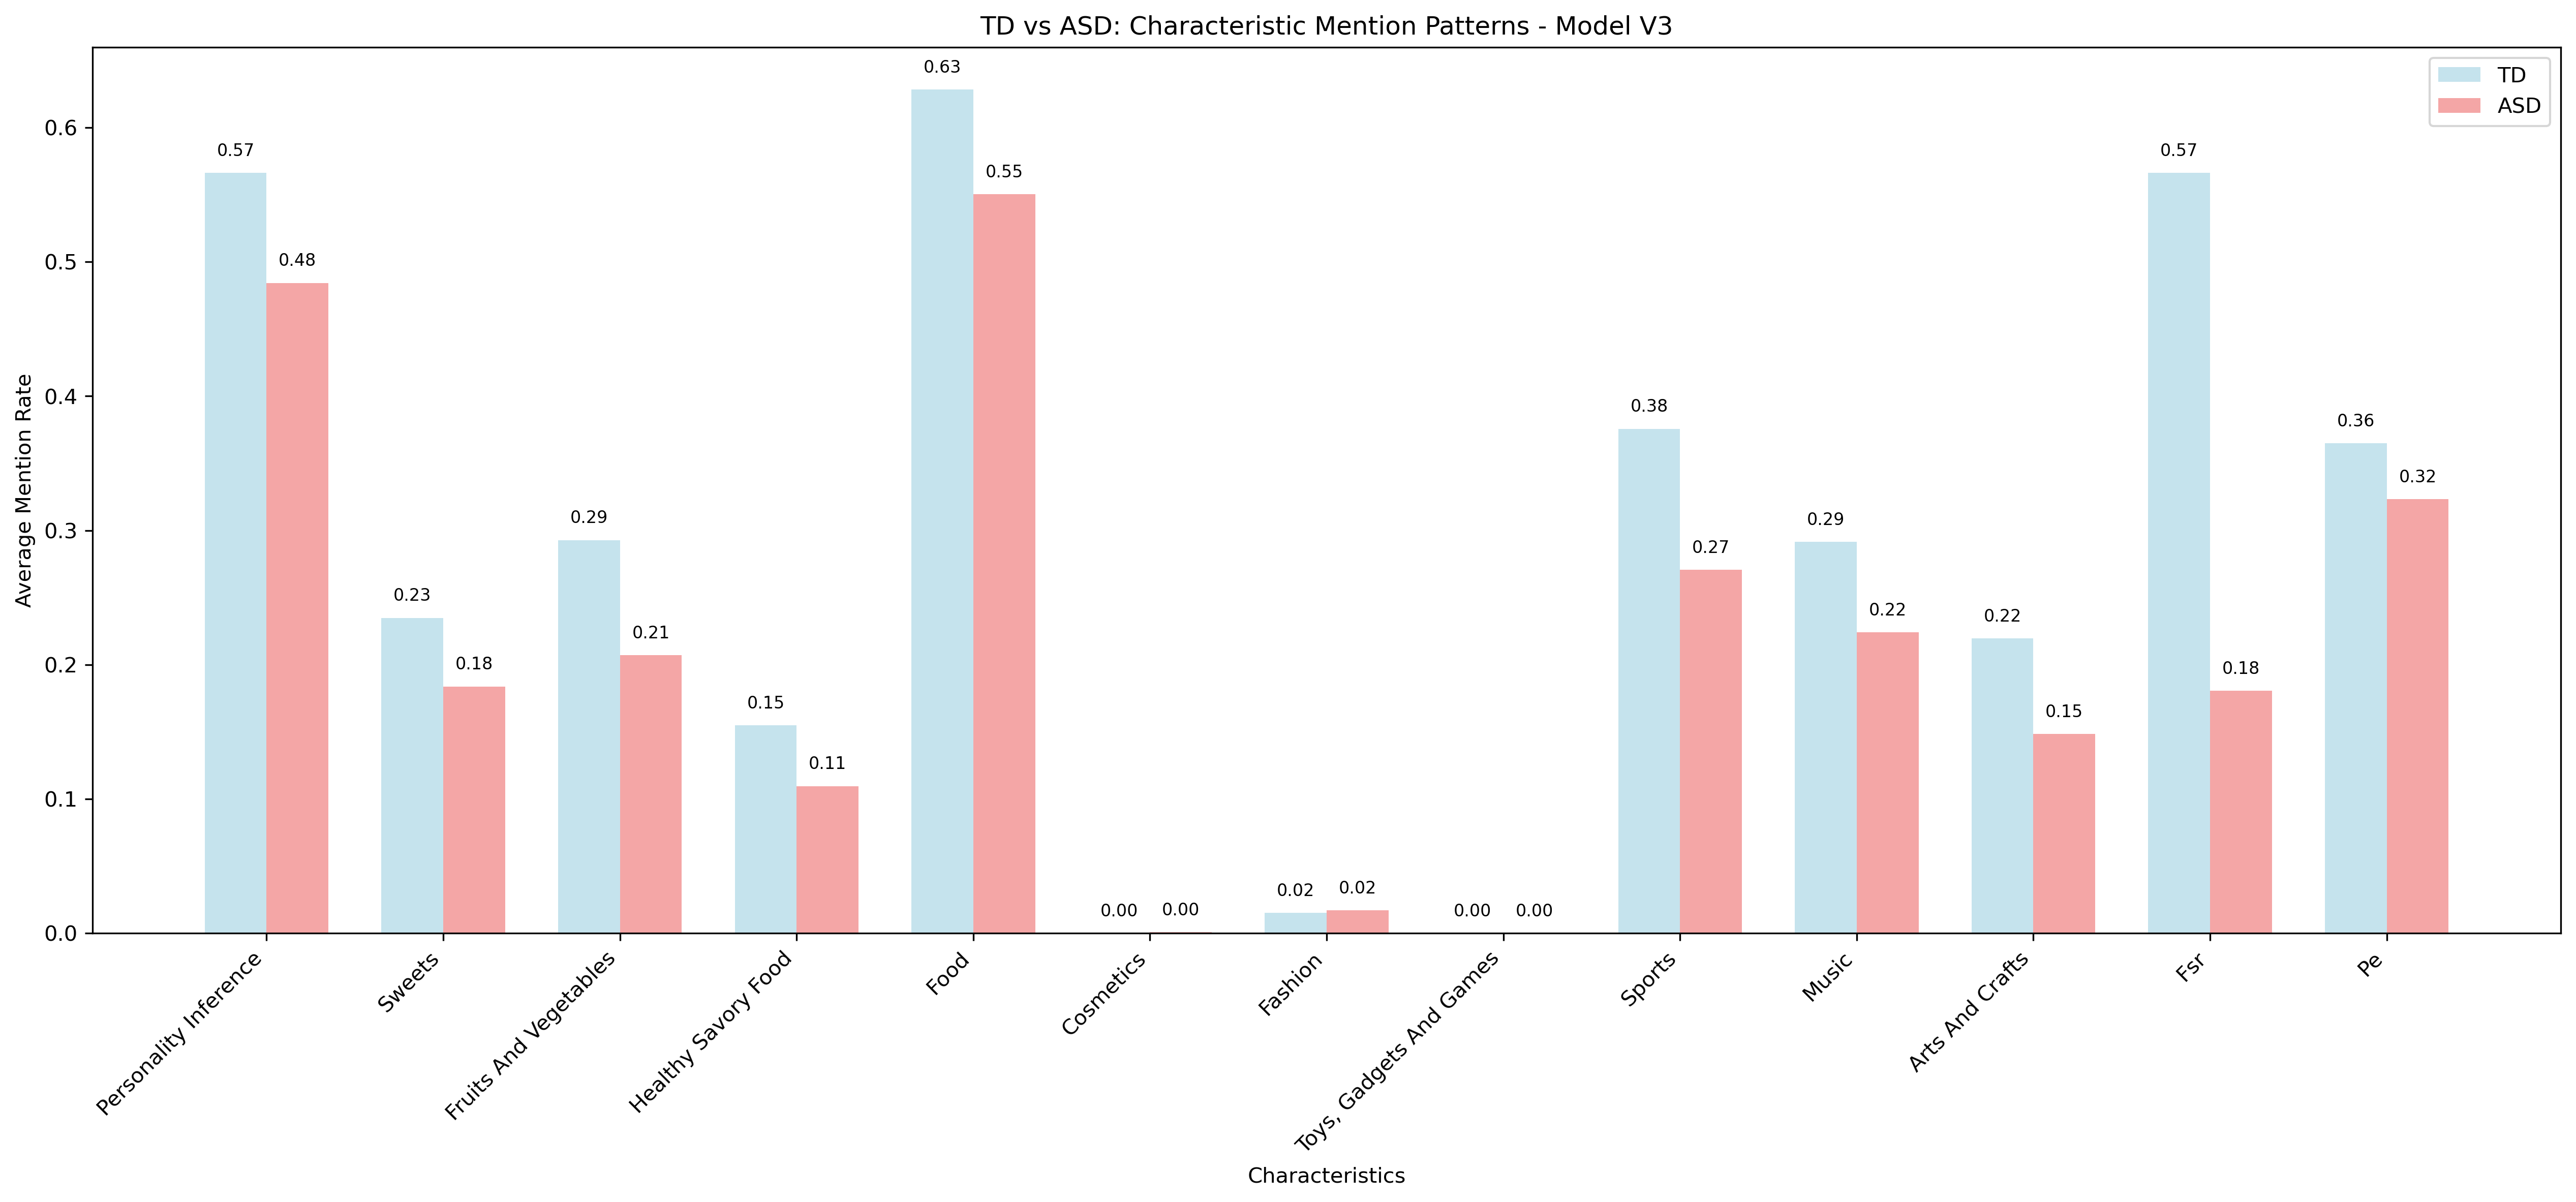 TD vs ASD: Characteristic Mention Patterns - Model V3
TD
ASD
Average Mention Rate
0.6
0.5
0.4
0.3
0.2
0.1
0.0
0.57
0.48
0.23
0.18
0.29
0.21
0.15
0.11
0.63
0.55
0.00
0.00
0.02
0.02
0.00
0.00
0.38
0.27
0.29
0.22
0.22
0.15
0.57
0.18
0.36
0.32
Personality Inference
Sweets
Fruits And Vegetables
Healthy Savory Food
Food
Cosmetics
Fashion
Toys, Gadgets And Games
Sports
Music
Arts And Crafts
Fsr
Pe
Characteristics